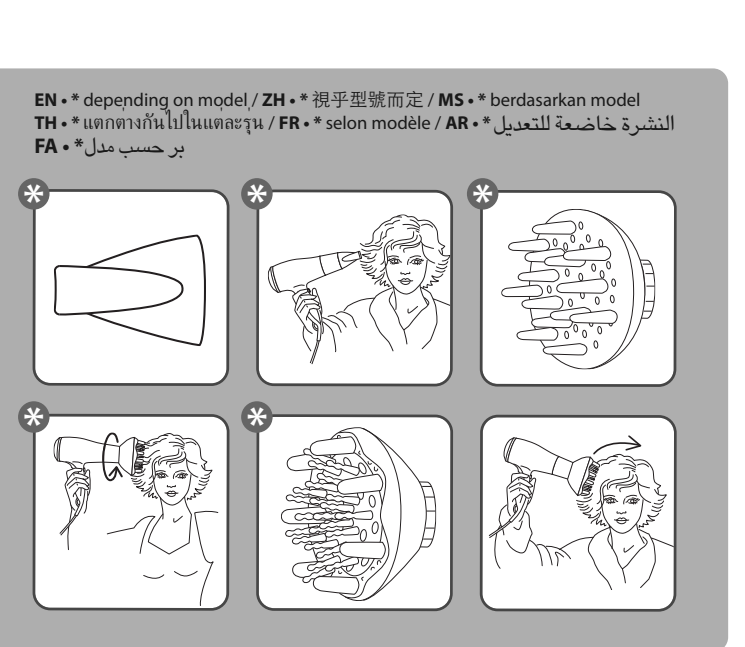 EN • * depending on model / ZH • * 視乎型號而定 / MS • * berdasarkan model
TH • * แตกตางกันไปในแตละรุน / FR • * selon modèle / AR • * النشرة خاضعة للتعديل
FA • * بر حسب مدل